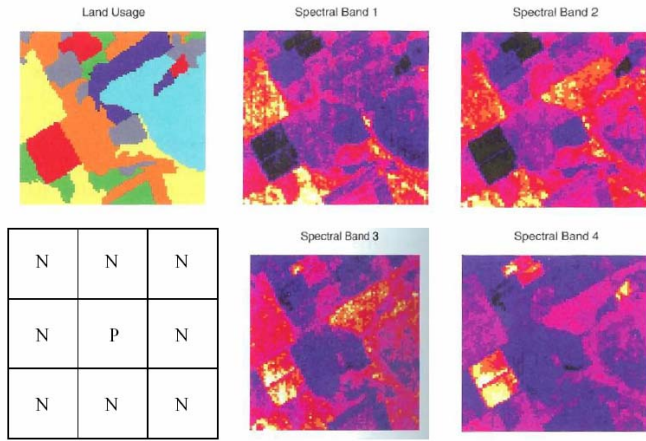 Land Usage
Spectral Band 1
Spectral Band 2
N N N
N P N
N N N
Spectral Band 3
Spectral Band 4